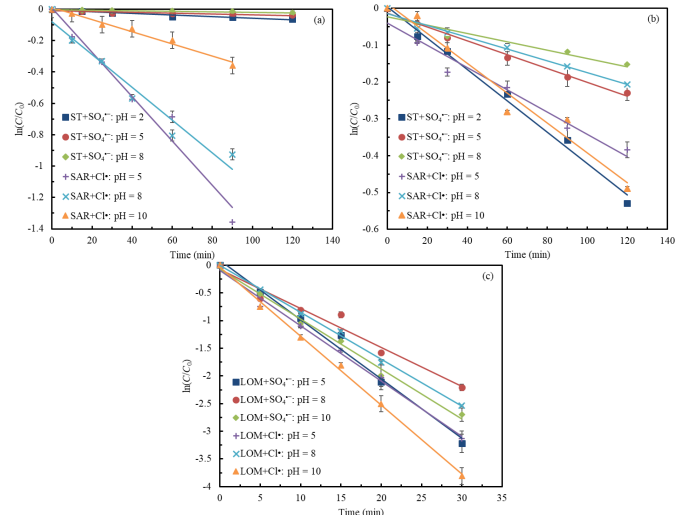 (a)
0
-0.2
-0.4
-0.6
-0.8
-1
-1.2
-1.4
ln(C/C₀)
ST+SO₄•−: pH = 2
ST+SO₄•−: pH = 5
ST+SO₄•−: pH = 8
SAR+Cl•: pH = 5
SAR+Cl•: pH = 8
SAR+Cl•: pH = 10
0 20 40 60 80 100 120 140
Time (min)
(b)
0
-0.1
-0.2
-0.3
-0.4
-0.5
-0.6
ln(C/C₀)
ST+SO₄•−: pH = 2
ST+SO₄•−: pH = 5
ST+SO₄•−: pH = 8
SAR+Cl•: pH = 5
SAR+Cl•: pH = 8
SAR+Cl•: pH = 10
0 20 40 60 80 100 120 140
Time (min)
(c)
0
-0.5
-1
-1.5
-2
-2.5
-3
-3.5
-4
ln(C/C₀)
LOM+SO₄•−: pH = 5
LOM+SO₄•−: pH = 8
LOM+SO₄•−: pH = 10
LOM+Cl•: pH = 5
LOM+Cl•: pH = 8
LOM+Cl•: pH = 10
0 5 10 15 20 25 30 35
Time (min)